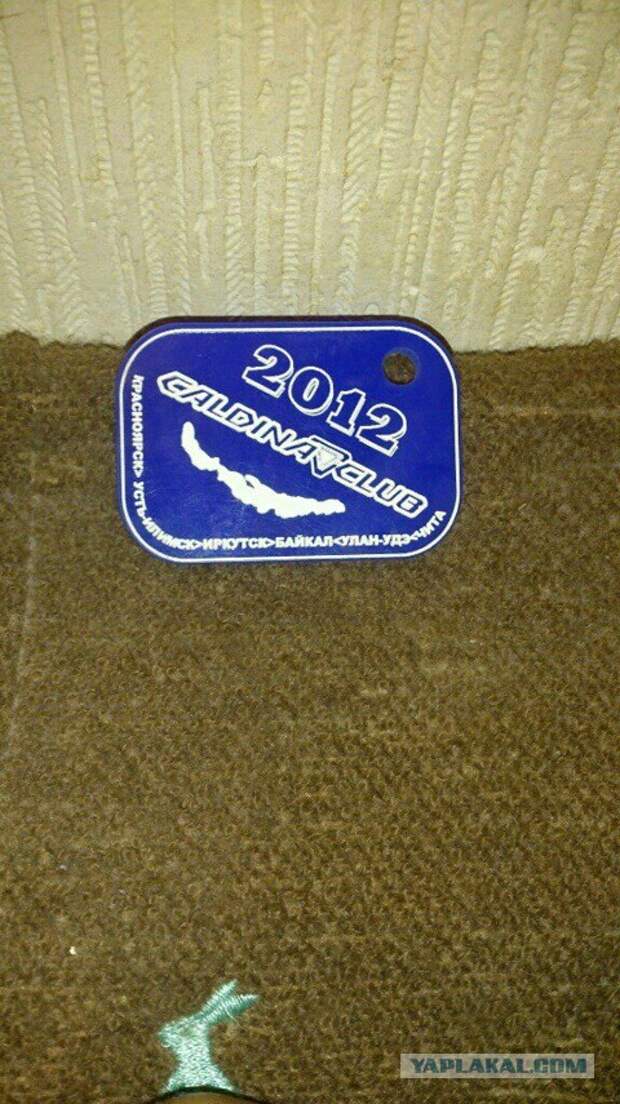 2012
CALDINA CLUB
КРАСНОЯРСК> УСТЬ-ИЛИМСК>ИРКУТСК>БАЙКАЛ<УЛАН-УДЭ<ЧИТА
YAPLAKAL.COM